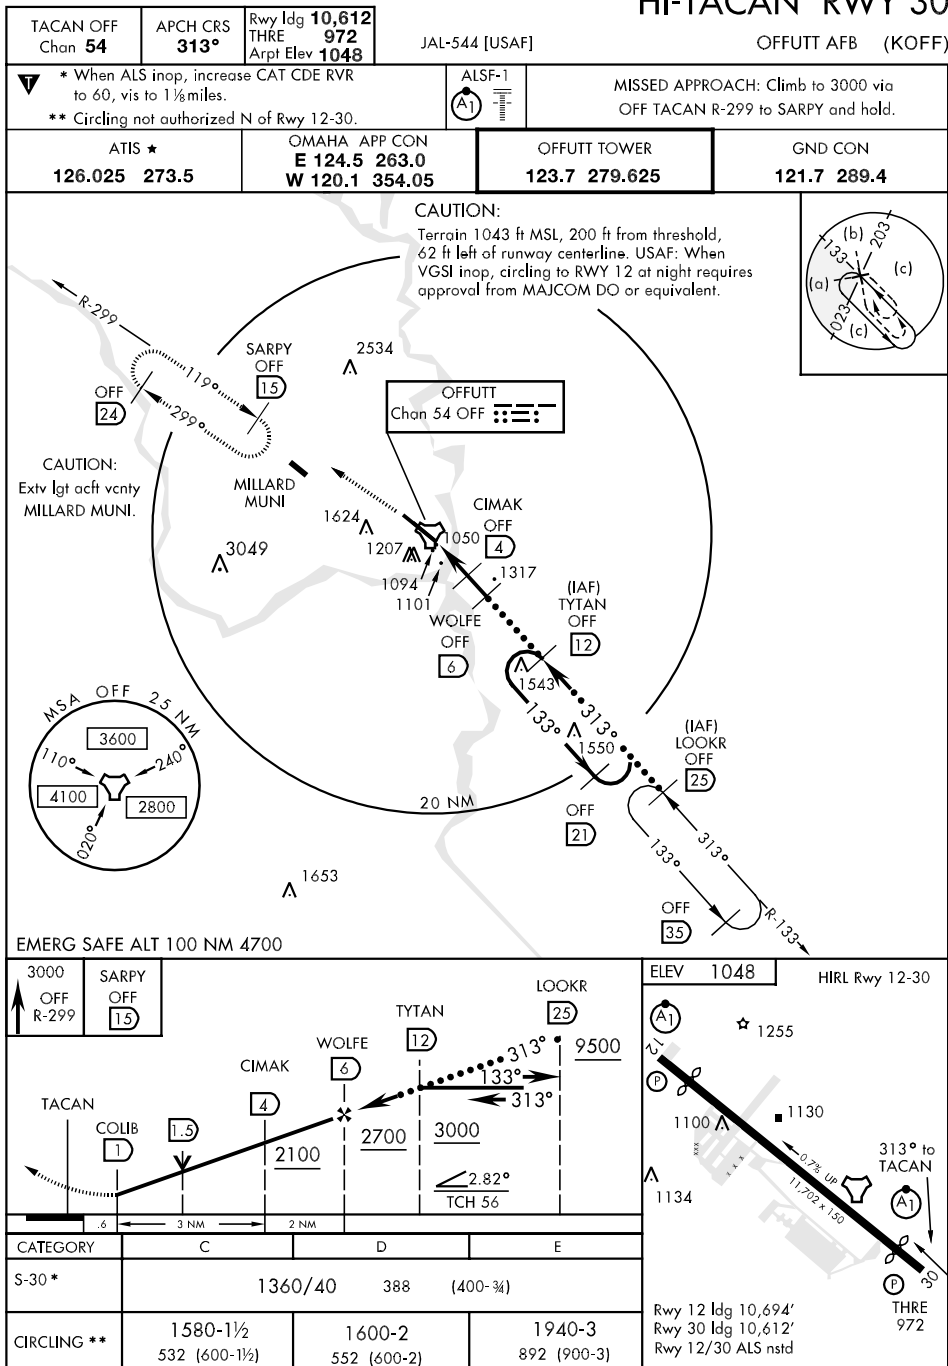 HI-TACAN RWY 30
TACAN OFF
Chan 54
APCH CRS
313°
Rwy ldg 10,612
THRE 972
Arpt Elev 1048
JAL-544 [USAF]
OFFUTT AFB (KOFF)
T
* When ALS inop, increase CAT CDE RVR
to 60, vis to 1⅛ miles.
** Circling not authorized N of Rwy 12-30.
ALSF-1
A1
MISSED APPROACH: Climb to 3000 via
OFF TACAN R-299 to SARPY and hold.
ATIS ★
126.025 273.5
OMAHA APP CON
E 124.5 263.0
W 120.1 354.05
OFFUTT TOWER
123.7 279.625
GND CON
121.7 289.4
CAUTION:
Terrain 1043 ft MSL, 200 ft from threshold,
62 ft left of runway centerline. USAF: When
VGSI inop, circling to RWY 12 at night requires
approval from MAJCOM DO or equivalent.
(b)
203
133
(c)
(a)
023
(c)
R-299
SARPY
OFF
15
2534
119°
OFF
24
299°
OFFUTT
Chan 54 OFF
CAUTION:
Extv lgt acft vcnty
MILLARD MUNI.
MILLARD
MUNI
CIMAK
OFF
4
1624
1050
1207
3049
1317
1094
1101
(IAF)
TYTAN
OFF
12
WOLFE
OFF
6
1543
133°
313°
1550
(IAF)
LOOKR
OFF
25
MSA OFF 25 NM
3600
110°
240°
4100
2800
020°
20 NM
OFF
21
133°
313°
1653
OFF
35
R-133
EMERG SAFE ALT 100 NM 4700
3000
OFF
R-299
SARPY
OFF
15
LOOKR
25
TYTAN
12
WOLFE
6
CIMAK
4
313°
9500
133°
313°
TACAN
COLIB
1
1.5
2100
2700
3000
2.82°
TCH 56
.6
3 NM
2 NM
ELEV 1048
HIRL Rwy 12-30
A1
1255
12
P
1100
1130
313° to
TACAN
0.7% UP
11,702 x 150
A1
1134
P
30
THRE
972
Rwy 12 ldg 10,694'
Rwy 30 ldg 10,612'
Rwy 12/30 ALS nstd
CATEGORY C D E
S-30 * 1360/40 388 (400-¾)
CIRCLING **
1580-1½
532 (600-1½)
1600-2
552 (600-2)
1940-3
892 (900-3)